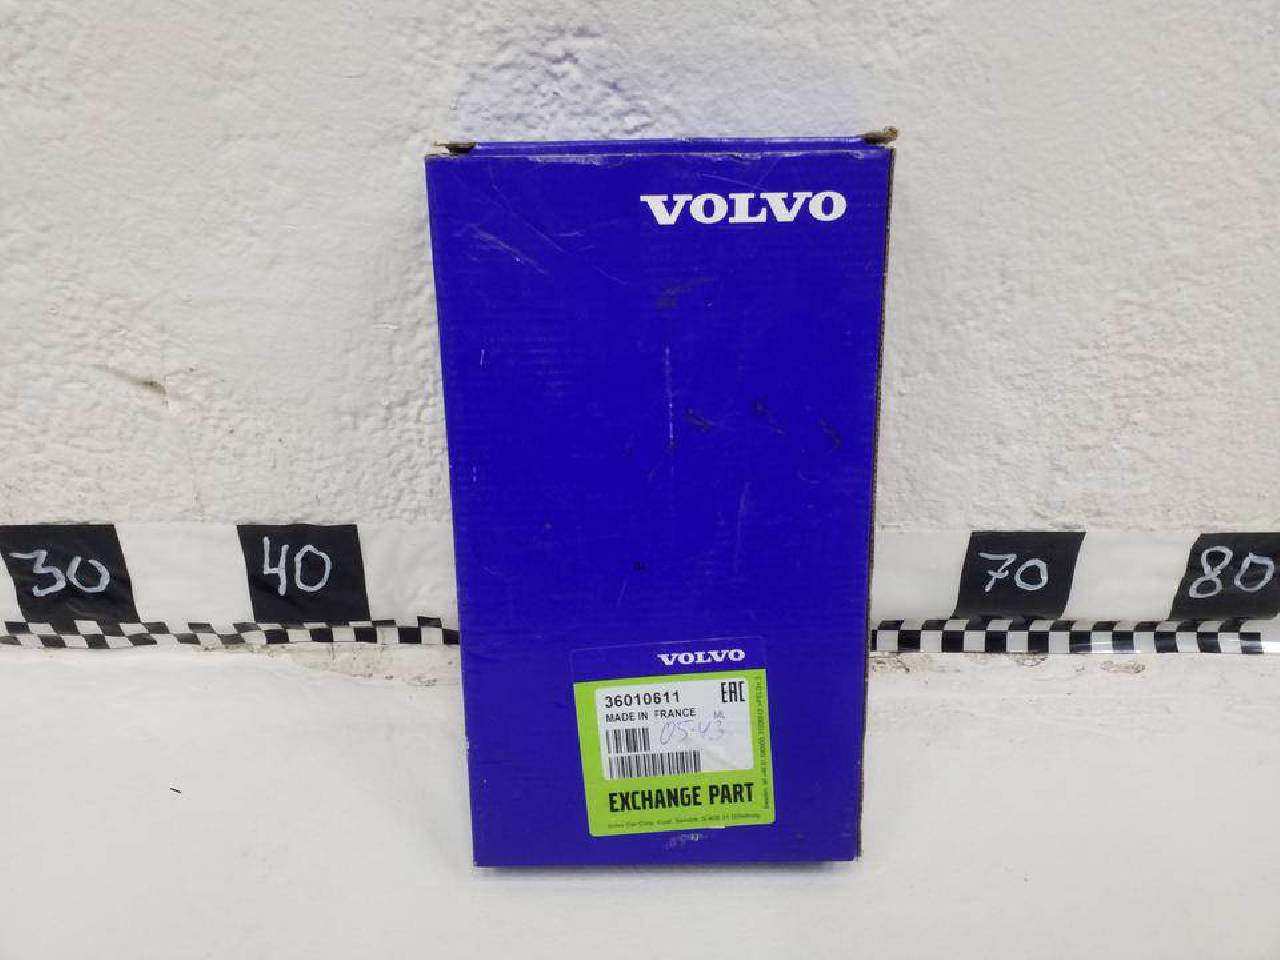 VOLVO
30
40
70
80
VOLVO
36010611
EAC
MADE IN FRANCE ML
05-43
EXCHANGE PART